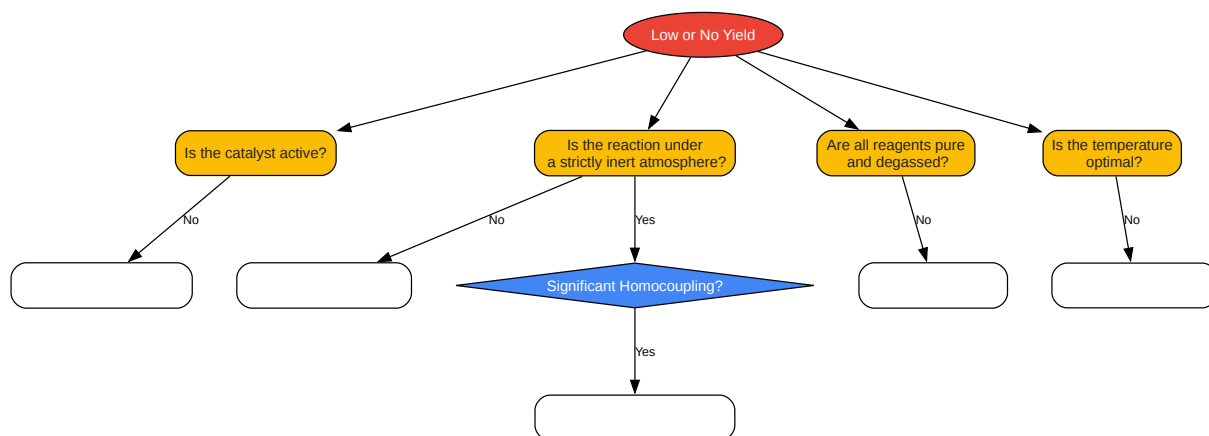 Low or No Yield
Is the catalyst active?
Is the reaction under
a strictly inert atmosphere?
Are all reagents pure
and degassed?
Is the temperature
optimal?
No
No
Yes
No
No
Significant Homocoupling?
Yes